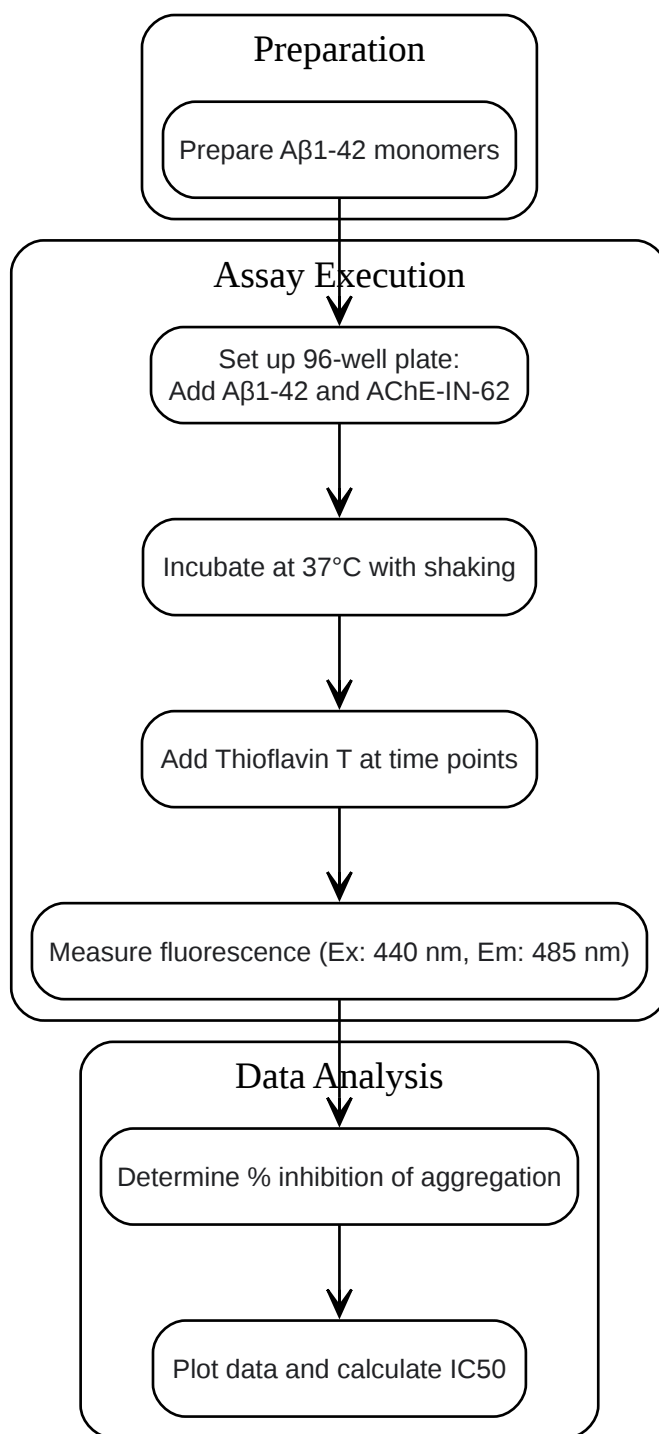 Preparation
Prepare Aβ1-42 monomers
Assay Execution
Set up 96-well plate:
Add Aβ1-42 and AChE-IN-62
Incubate at 37°C with shaking
Add Thioflavin T at time points
Measure fluorescence (Ex: 440 nm, Em: 485 nm)
Data Analysis
Determine % inhibition of aggregation
Plot data and calculate IC50